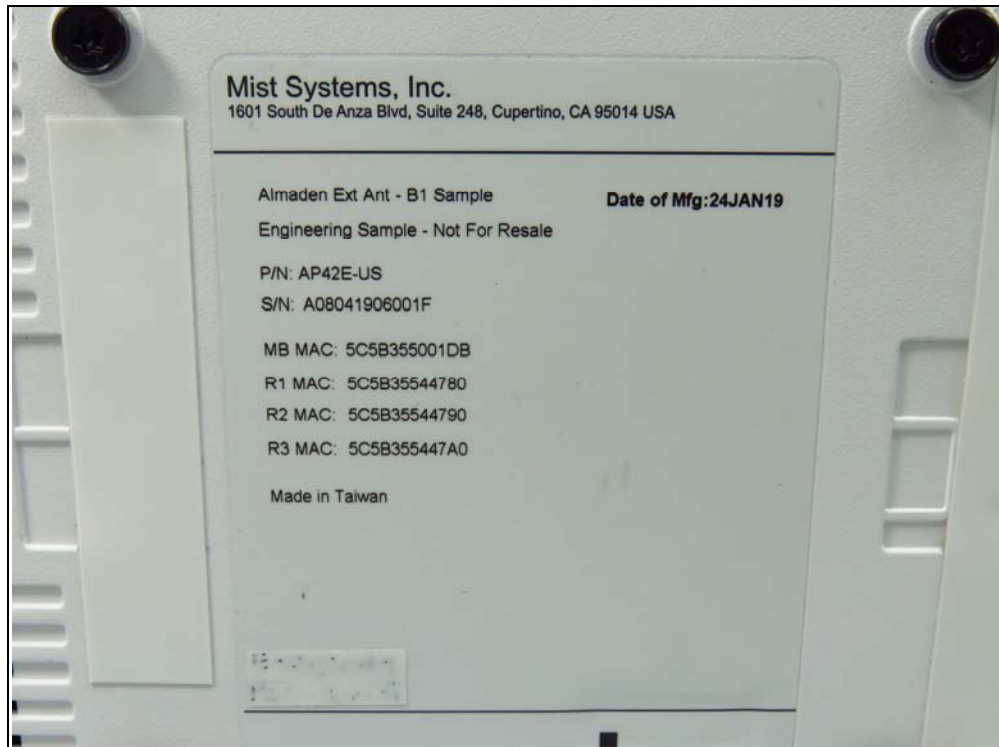 Mist Systems, Inc.
1601 South De Anza Blvd, Suite 248, Cupertino, CA 95014 USA
Almaden Ext Ant - B1 Sample
Date of Mfg:24JAN19
Engineering Sample - Not For Resale
P/N: AP42E-US
S/N: A08041906001F
MB MAC: 5C5B355001DB
R1 MAC: 5C5B35544780
R2 MAC: 5C5B35544790
R3 MAC: 5C5B355447A0
Made in Taiwan